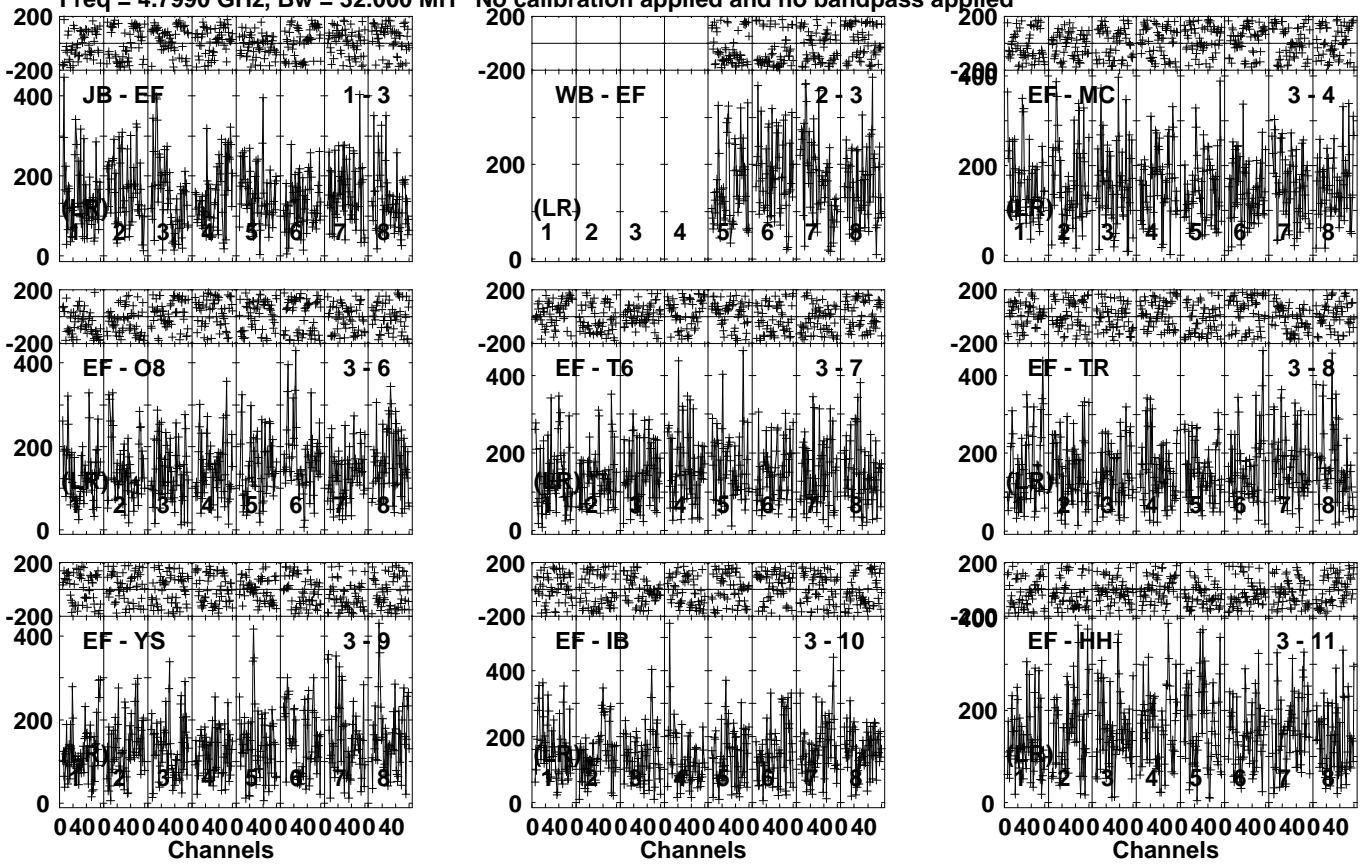 Freq = 4.7990 GHz, Bw = 32.000 MH No calibration applied and no bandpass applied
200
-200
400
200
0
JB - EF 1 - 3
(LR)
1 2 3 4 5 6 7 8
200
-200
200
0
WB - EF 2 - 3
(LR)
1 2 3 4 5 6 7 8
200
-200
400
200
0
EF - MC 3 - 4
(LR)
1 2 3 4 5 6 7 8
200
-200
400
200
0
EF - O8 3 - 6
(LR)
1 2 3 4 5 6 7 8
200
-200
400
200
0
EF - T6 3 - 7
(LR)
1 2 3 4 5 6 7 8
200
-200
400
200
0
EF - TR 3 - 8
(LR)
1 2 3 4 5 6 7 8
200
-200
400
200
0
EF - YS 3 - 9
(LR)
1 2 3 4 5 6 7 8
0 40 0 40 0 40 0 40 0 40 0 40 0 40 0 40
Channels
200
-200
400
200
0
EF - IB 3 - 10
(LR)
1 2 3 4 5 6 7 8
0 40 0 40 0 40 0 40 0 40 0 40 0 40 0 40
Channels
200
-200
400
200
0
EF - HH 3 - 11
(LR)
1 2 3 4 5 6 7 8
0 40 0 40 0 40 0 40 0 40 0 40 0 40 0 40
Channels